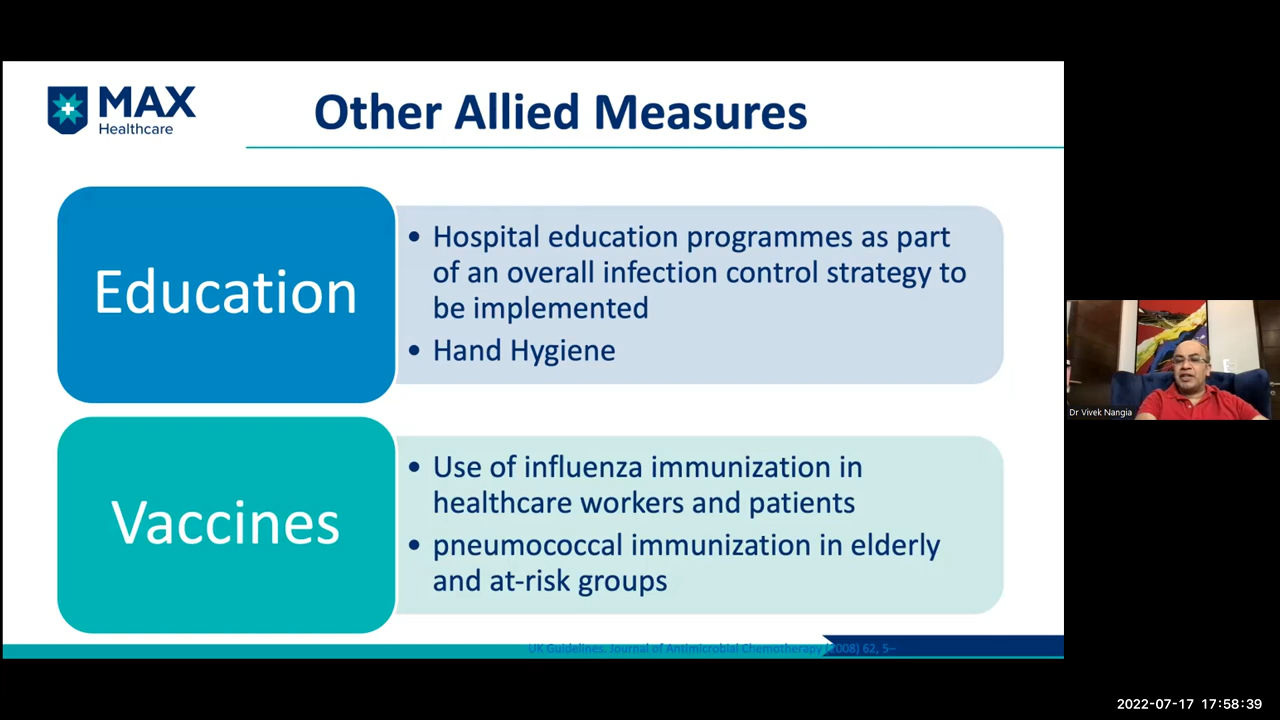 MAX
Healthcare
Other Allied Measures
Education
• Hospital education programmes as part
of an overall infection control strategy to
be implemented
• Hand Hygiene
Vaccines
• Use of influenza immunization in
healthcare workers and patients
• pneumococcal immunization in elderly
and at-risk groups
UK Guidelines. Journal of Antimicrobial Chemotherapy (2008) 62, 5–
Dr Vivek Nangia
2022-07-17 17:58:39